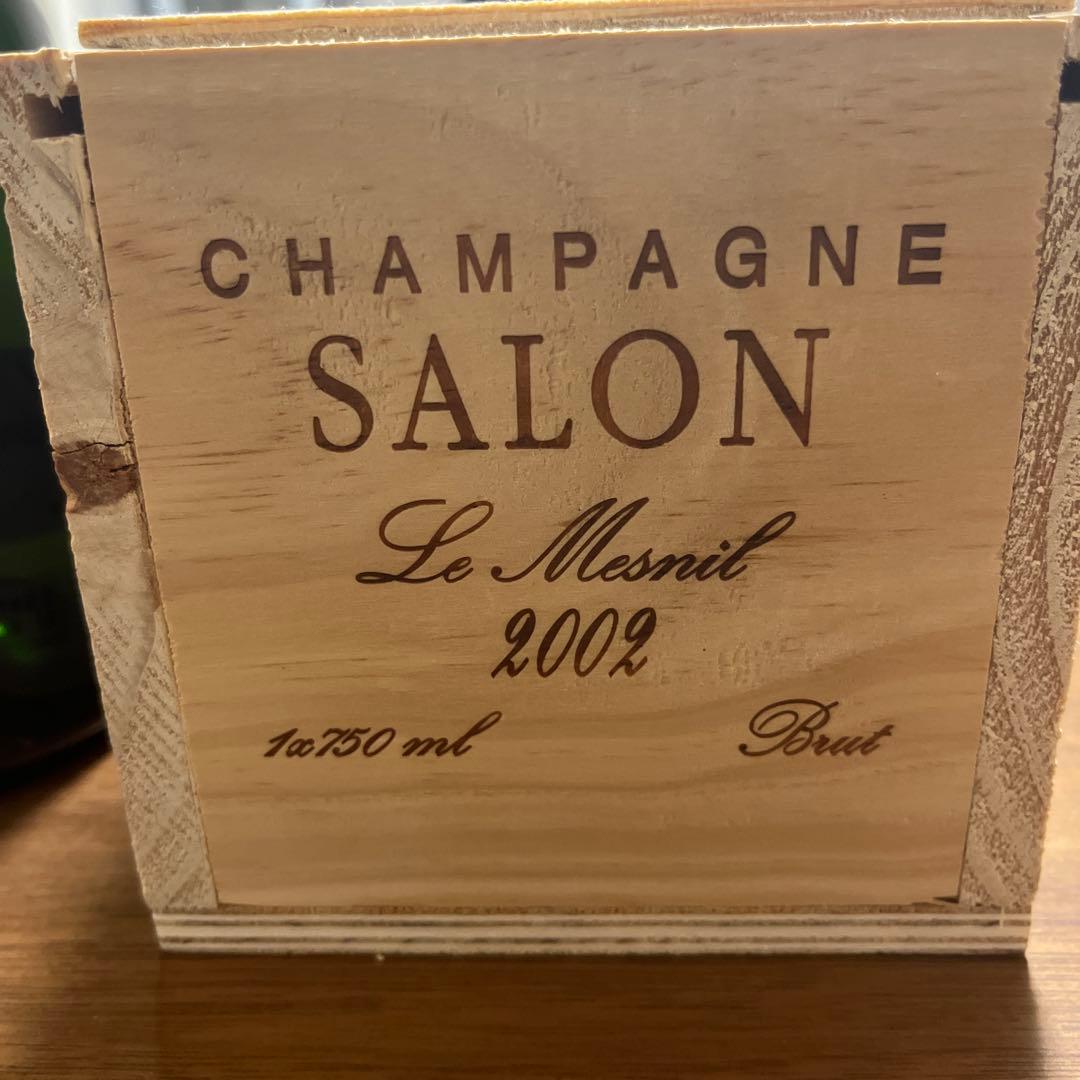 CHAMPAGNE
SALON
Le Mesnil
2002
1x750 ml Brut